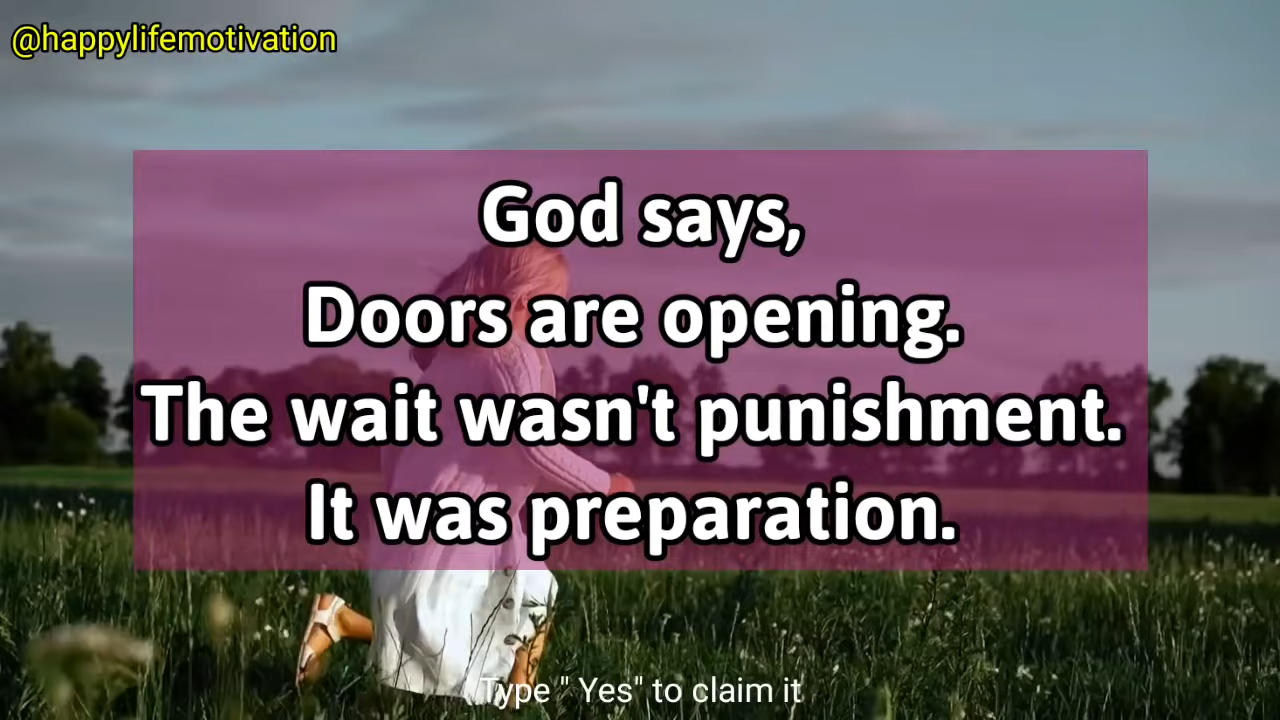 @happylifemotivation
God says,
Doors are opening.
The wait wasn't punishment.
It was preparation.
Type " Yes" to claim it